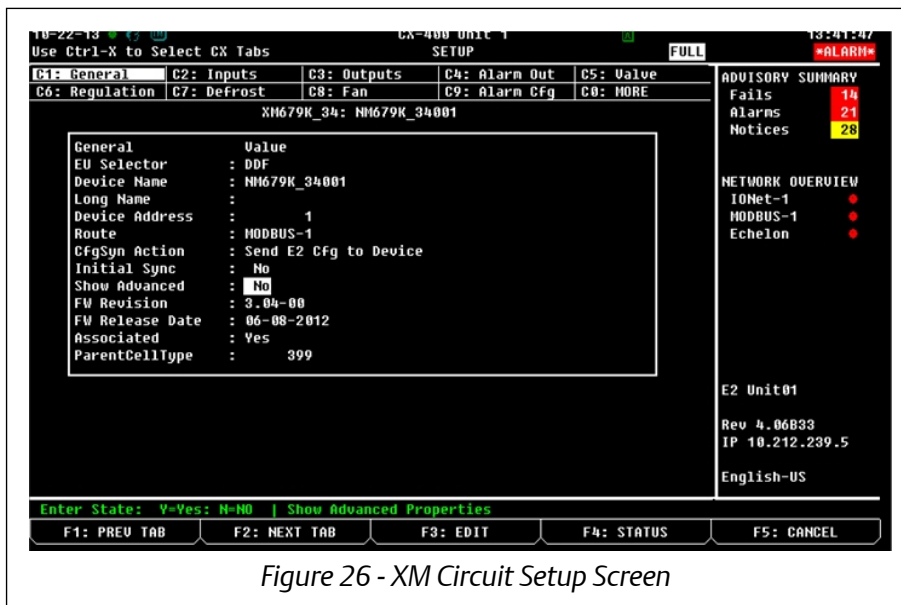 10-22-13 CX-400 Unit 1 13:41:47
Use Ctrl-X to Select CX Tabs SETUP FULL *ALARM*
C1: General C2: Inputs C3: Outputs C4: Alarm Out C5: Valve
C6: Regulation C7: Defrost C8: Fan C9: Alarm Cfg C0: MORE
XM679K_34: NM679K_34001
General Value
EU Selector : DDF
Device Name : NM679K_34001
Long Name :
Device Address : 1
Route : MODBUS-1
CfgSyn Action : Send E2 Cfg to Device
Initial Sync : No
Show Advanced : No
FW Revision : 3.04-00
FW Release Date : 06-08-2012
Associated : Yes
ParentCellType : 399
ADVISORY SUMMARY
Fails 14
Alarms 21
Notices 28
NETWORK OVERVIEW
IONet-1
MODBUS-1
Echelon
E2 Unit01
Rev 4.06B33
IP 10.212.239.5
English-US
Enter State: Y=Yes: N=NO | Show Advanced Properties
F1: PREV TAB F2: NEXT TAB F3: EDIT F4: STATUS F5: CANCEL
Figure 26 - XM Circuit Setup Screen